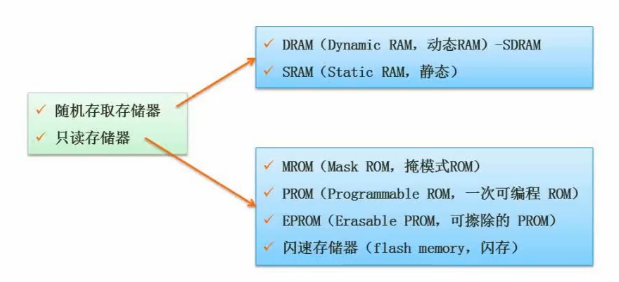 ✓ 随机存取存储器
✓ 只读存储器
✓ DRAM（Dynamic RAM，动态RAM）-SDRAM
✓ SRAM（Static RAM，静态）
✓ MROM（Mask ROM，掩模式ROM）
✓ PROM（Programmable ROM，一次可编程 ROM）
✓ EPROM（Erasable PROM，可擦除的 PROM）
✓ 闪速存储器（flash memory，闪存）